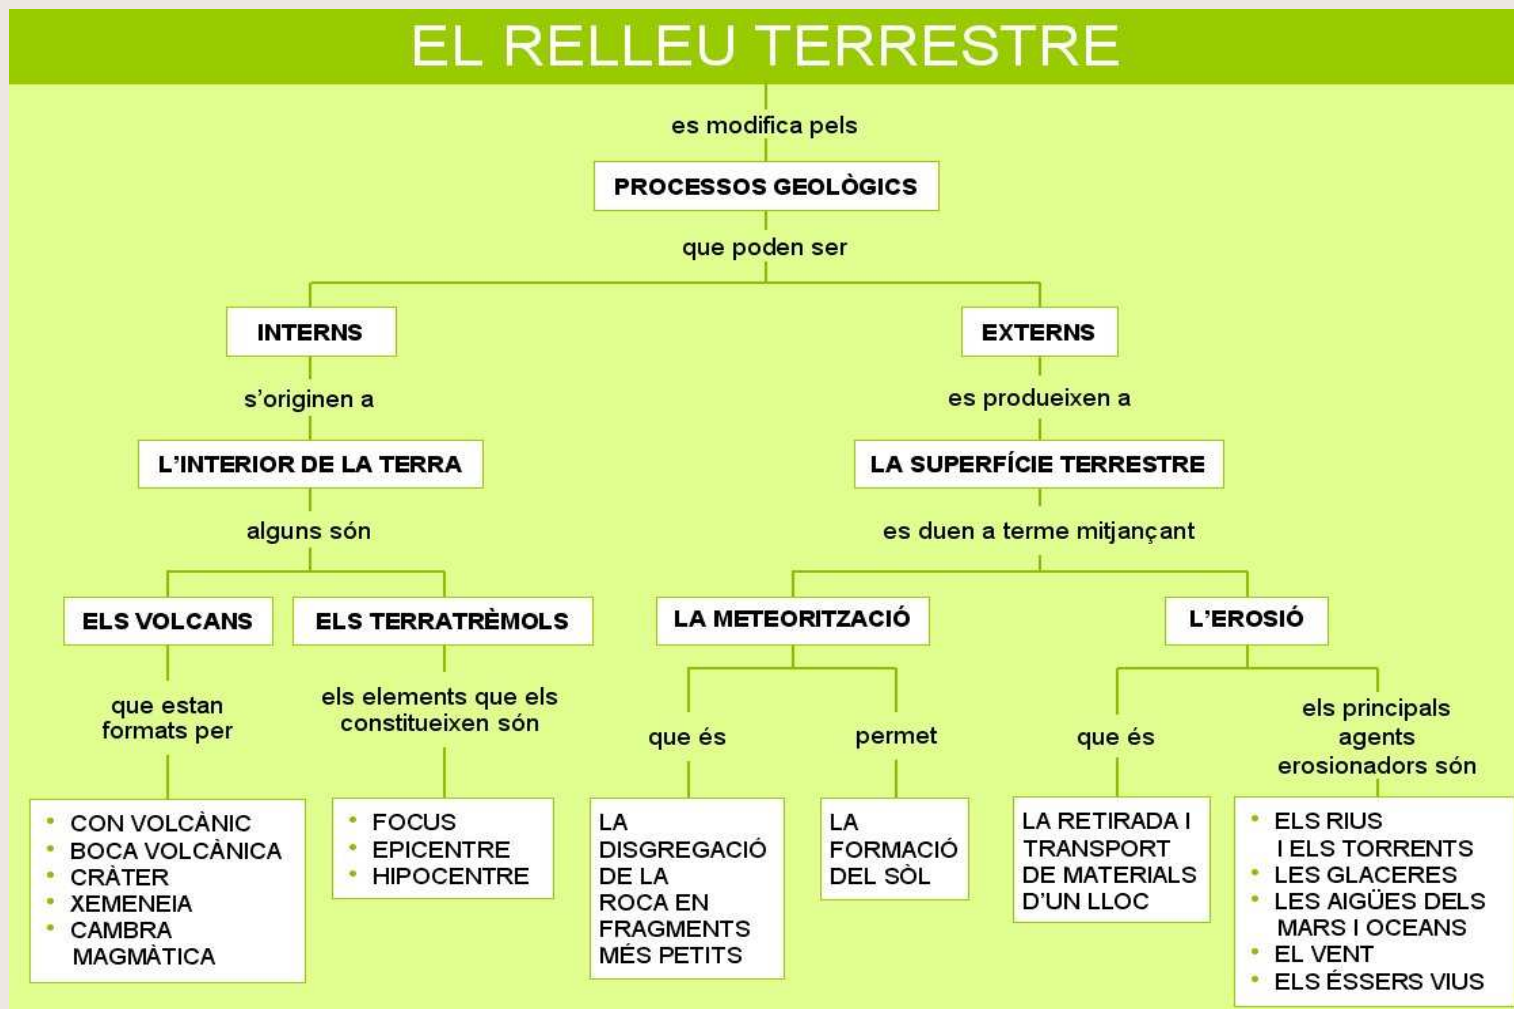 EL RELLEU TERRESTRE
es modifica pels
PROCESSOS GEOLÒGICS
que poden ser
INTERNS
EXTERNS
s’originen a
es produeixen a
L’INTERIOR DE LA TERRA
LA SUPERFÍCIE TERRESTRE
alguns són
es duen a terme mitjançant
ELS VOLCANS
ELS TERRATRÈMOLS
LA METEORITZACIÓ
L’EROSIÓ
que estan
formats per
els elements que els
constitueixen són
que és
permet
que és
els principals
agents
erosionadors són
• CON VOLCÀNIC
• BOCA VOLCÀNICA
• CRÀTER
• XEMENEIA
• CAMBRA
MAGMÀTICA
• FOCUS
• EPICENTRE
• HIPOCENTRE
LA
DISGREGACIÓ
DE LA
ROCA EN
FRAGMENTS
MÉS PETITS
LA
FORMACIÓ
DEL SÒL
LA RETIRADA I
TRANSPORT
DE MATERIALS
D’UN LLOC
• ELS RIUS
I ELS TORRENTS
• LES GLACERES
• LES AIGÜES DELS
MARS I OCEANS
• EL VENT
• ELS ÉSSERS VIUS